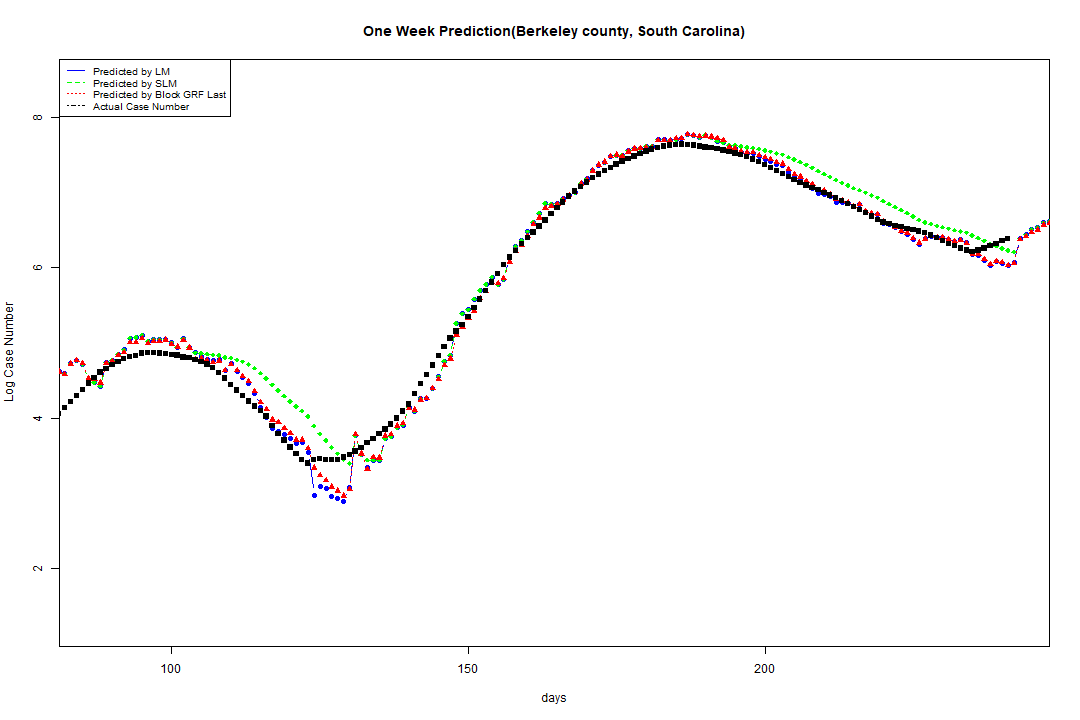 One Week Prediction(Berkeley county, South Carolina)
Predicted by LM
Predicted by SLM
Predicted by Block GRF Last
Actual Case Number
8
6
4
2
Log Case Number
100
150
200
days